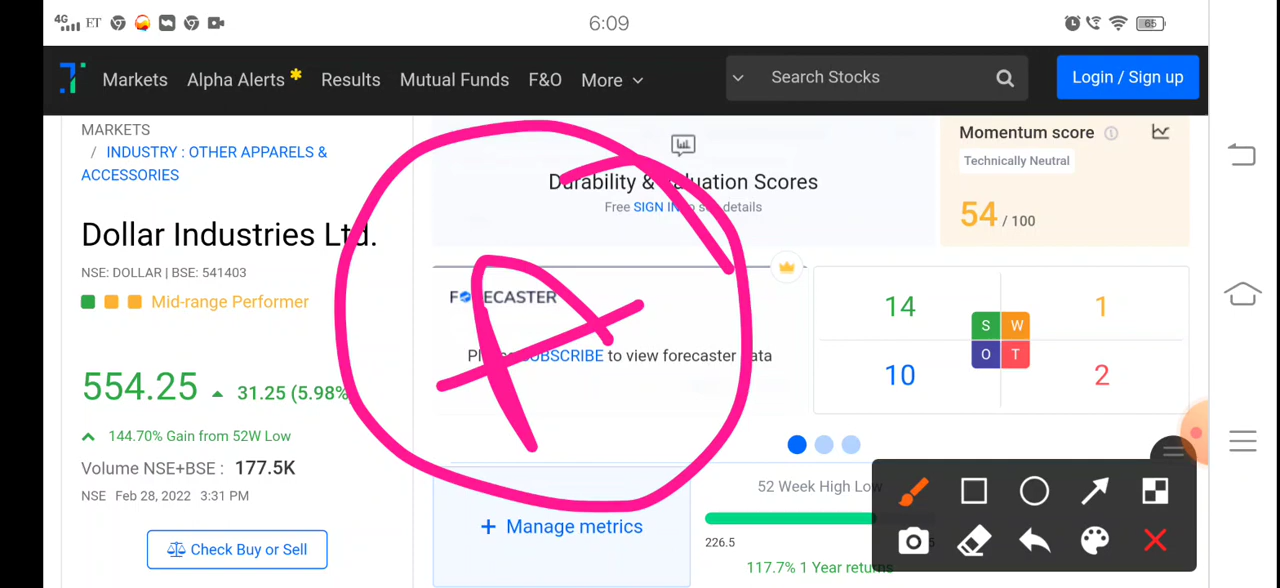 4G ET 6:09 65
Markets Alpha Alerts Results Mutual Funds F&O More Search Stocks Login / Sign up
MARKETS
/ INDUSTRY : OTHER APPARELS &
ACCESSORIES
Dollar Industries Ltd.
NSE: DOLLAR | BSE: 541403
Mid-range Performer
554.25 31.25 (5.98%
144.70% Gain from 52W Low
Volume NSE+BSE : 177.5K
NSE Feb 28, 2022 3:31 PM
Check Buy or Sell
Durability & Valuation Scores
Free SIGN IN to see details
FORECASTER
Please SUBSCRIBE to view forecaster data
+ Manage metrics
Momentum score
Technically Neutral
54 / 100
14 S W 1
10 O T 2
52 Week High Low
226.5
117.7% 1 Year returns